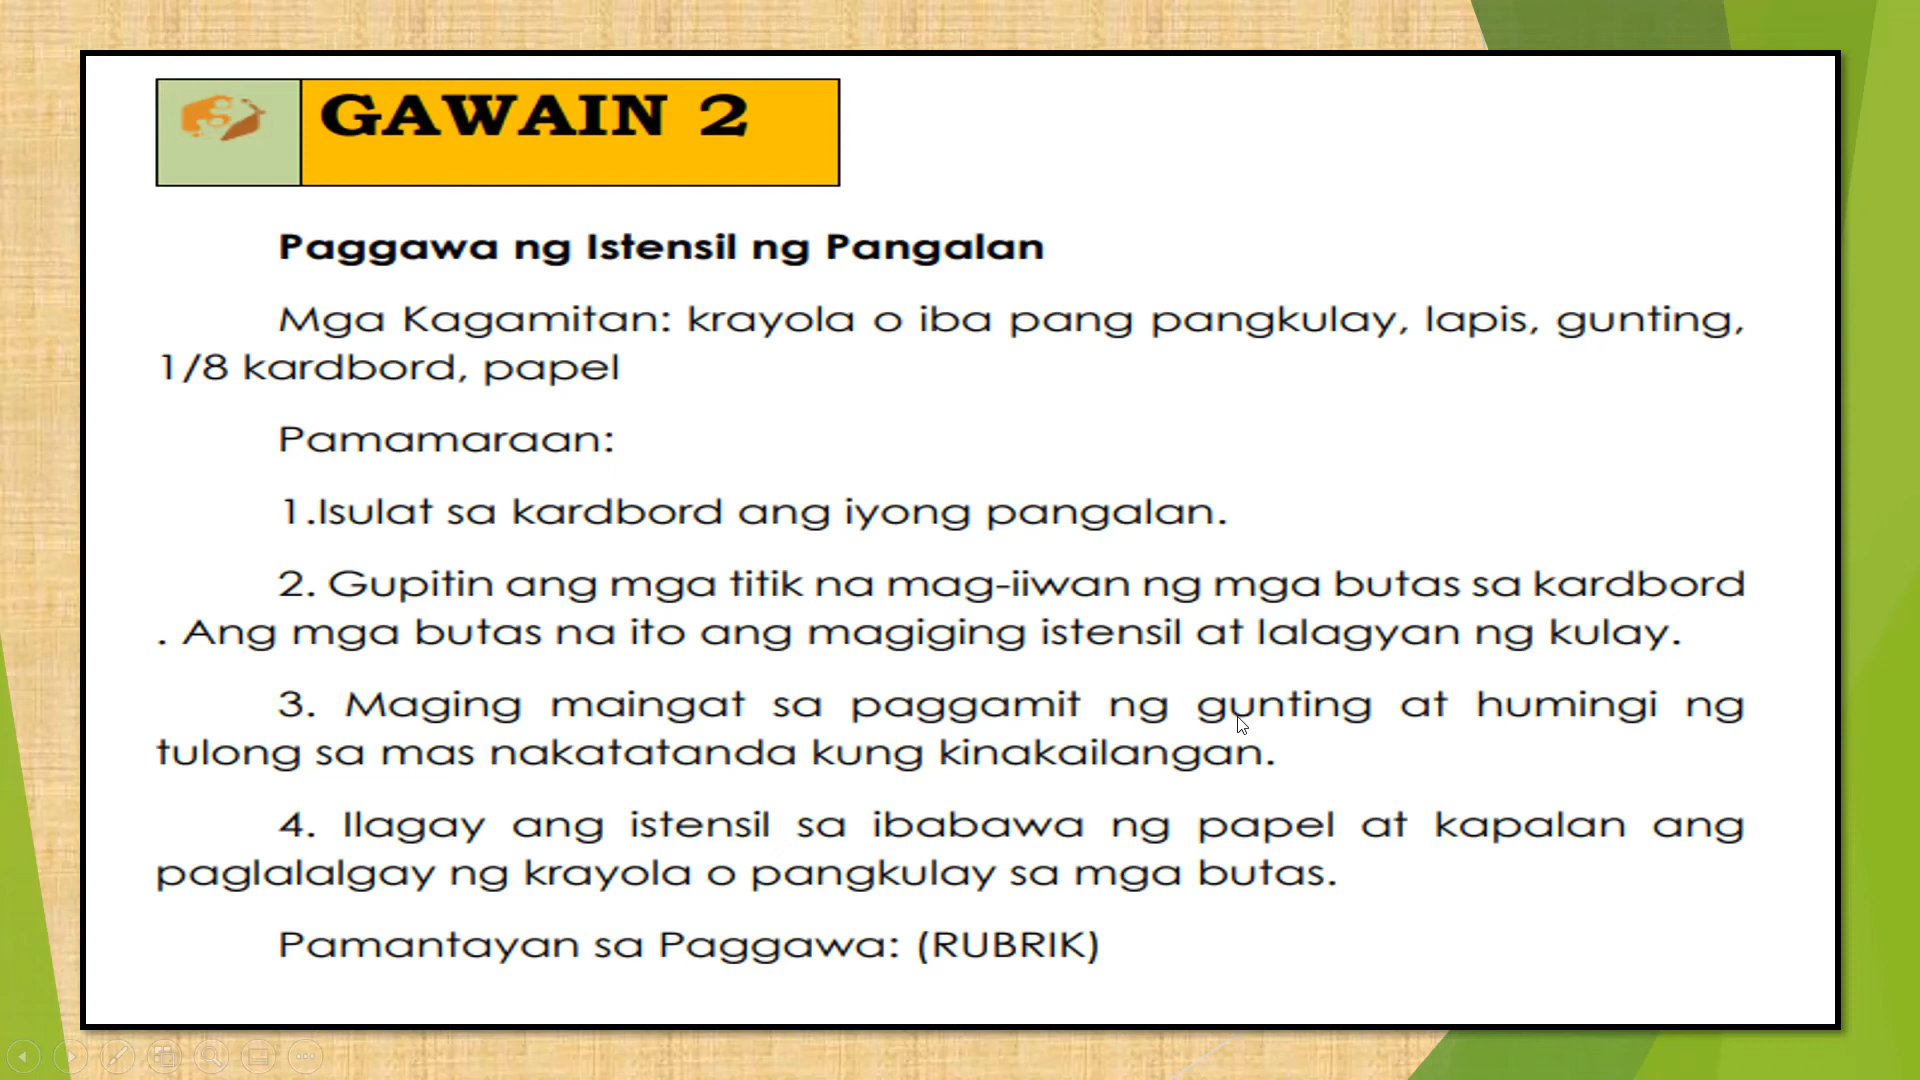 GAWAIN 2
Paggawa ng Istensil ng Pangalan
Mga Kagamitan: krayola o iba pang pangkulay, lapis, gunting,
1/8 kardbord, papel
Pamamaraan:
1.Isulat sa kardbord ang iyong pangalan.
2. Gupitin ang mga titik na mag-iiwan ng mga butas sa kardbord
. Ang mga butas na ito ang magiging istensil at lalagyan ng kulay.
3. Maging maingat sa paggamit ng gunting at humingi ng
tulong sa mas nakatatanda kung kinakailangan.
4. Ilagay ang istensil sa ibabawa ng papel at kapalan ang
paglalalgay ng krayola o pangkulay sa mga butas.
Pamantayan sa Paggawa: (RUBRIK)